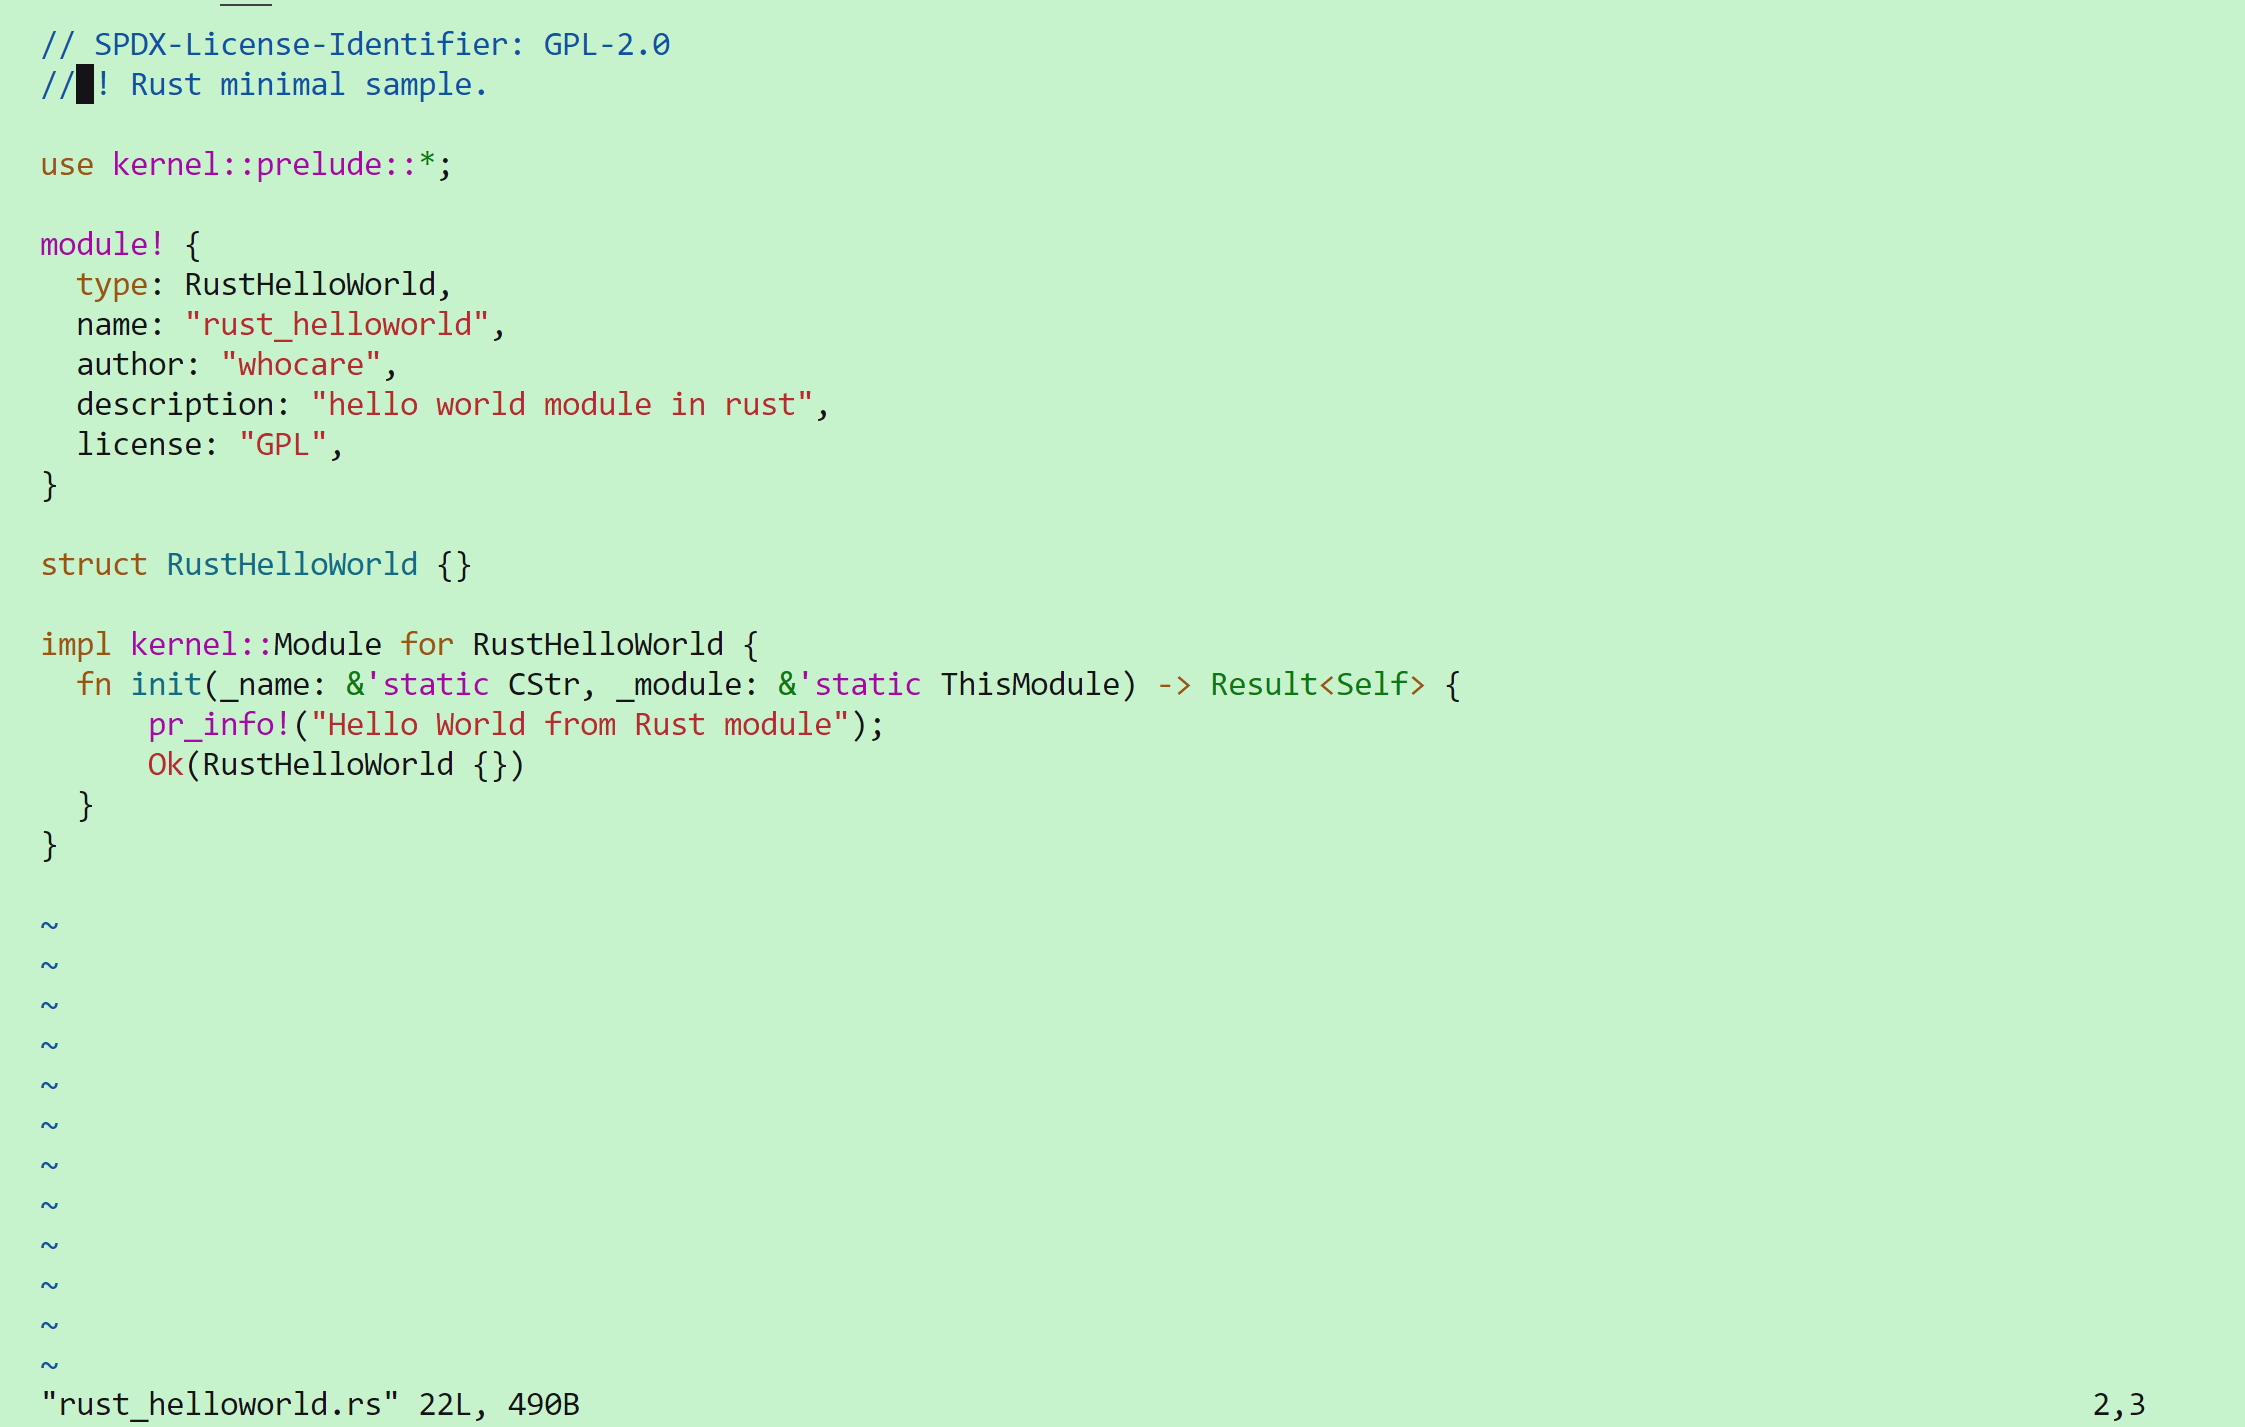 // SPDX-License-Identifier: GPL-2.0
// ! Rust minimal sample.
use kernel::prelude::*;
module! {
  type: RustHelloWorld,
  name: "rust_helloworld",
  author: "whocare",
  description: "hello world module in rust",
  license: "GPL",
}
struct RustHelloWorld {}
impl kernel::Module for RustHelloWorld {
  fn init(_name: &'static CStr, _module: &'static ThisModule) -> Result<Self> {
      pr_info!("Hello World from Rust module");
      Ok(RustHelloWorld {})
  }
}
~
~
~
~
~
~
~
~
~
~
~
~
"rust_helloworld.rs" 22L, 490B 2,3